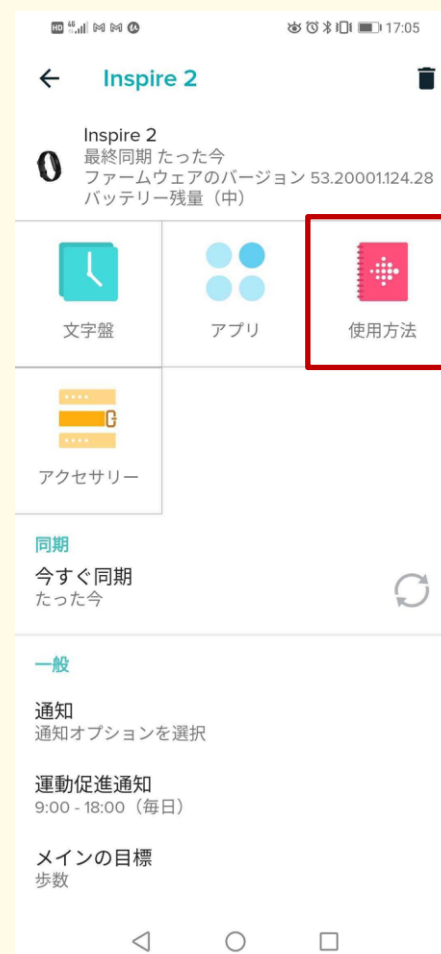 HD 4G 17:05
Inspire 2
Inspire 2
最終同期 たった今
ファームウェアのバージョン 53.20001.124.28
バッテリー残量（中）
文字盤
アプリ
使用方法
アクセサリー
同期
今すぐ同期
たった今
一般
通知
通知オプションを選択
運動促進通知
9:00 - 18:00（毎日）
メインの目標
歩数